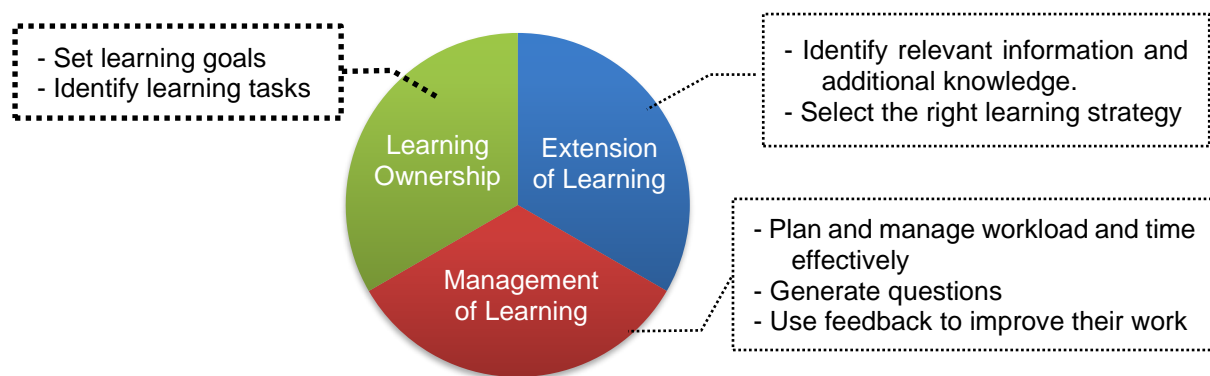 - Set learning goals
- Identify learning tasks
Learning
Ownership
Extension
of Learning
Management
of Learning
- Identify relevant information and
additional knowledge.
- Select the right learning strategy
- Plan and manage workload and time
effectively
- Generate questions
- Use feedback to improve their work